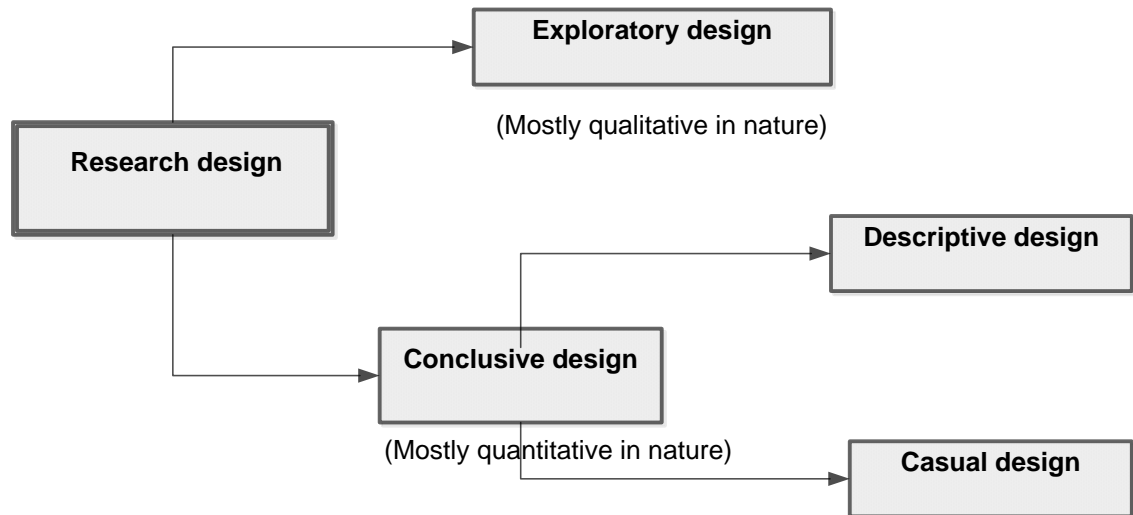 Exploratory design
(Mostly qualitative in nature)
Research design
Descriptive design
Conclusive design
(Mostly quantitative in nature)
Casual design